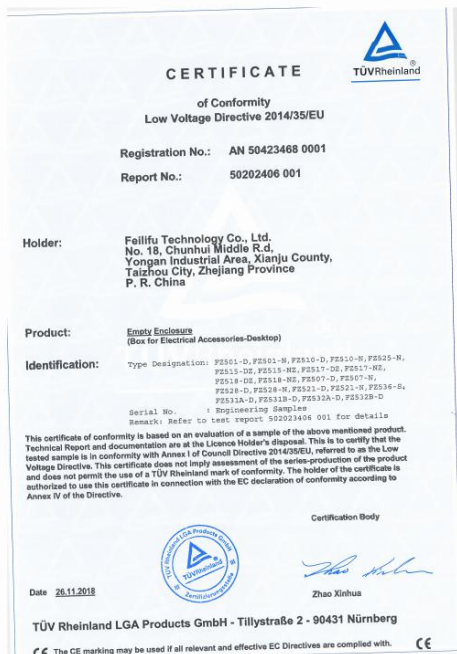 TÜVRheinland®
CERTIFICATE
of Conformity
Low Voltage Directive 2014/35/EU
Registration No.: AN 50423468 0001
Report No.: 50202406 001
Holder: Feilifu Technology Co., Ltd.
No. 18, Chunhui Middle R.d,
Yongan Industrial Area, Xianju County,
Taizhou City, Zhejiang Province
P. R. China
Product: Empty Enclosure
(Box for Electrical Accessories-Desktop)
Identification: Type Designation: FZ501-D,FZ501-N,FZ510-D,FZ510-N,FZ525-N,
FZ515-DZ,FZ515-NZ,FZ517-DZ,FZ517-NZ,
FZ518-DZ,FZ518-NZ,FZ507-D,FZ507-N,
FZ528-D,FZ528-N,FZ521-D,FZ521-N,FZ536-S,
FZ531A-D,FZ531B-D,FZ532A-D,FZ532B-D
Serial No. : Engineering Samples
Remark: Refer to test report 502023406 001 for details
This certificate of conformity is based on an evaluation of a sample of the above mentioned product.
Technical Report and documentation are at the Licence Holder's disposal. This is to certify that the
tested sample is in conformity with Annex I of Council Directive 2014/35/EU, referred to as the Low
Voltage Directive. This certificate does not imply assessment of the series-production of the product
and does not permit the use of a TÜV Rheinland mark of conformity. The holder of the certificate is
authorized to use this certificate in connection with the EC declaration of conformity according to
Annex IV of the Directive.
Certification Body
TÜV Rheinland LGA Products GmbH
TÜVRheinland
Zertifizierungsstelle
Date 26.11.2018
Zhao Xinhua
TÜV Rheinland LGA Products GmbH - Tillystraße 2 - 90431 Nürnberg
CE The CE marking may be used if all relevant and effective EC Directives are complied with. CE